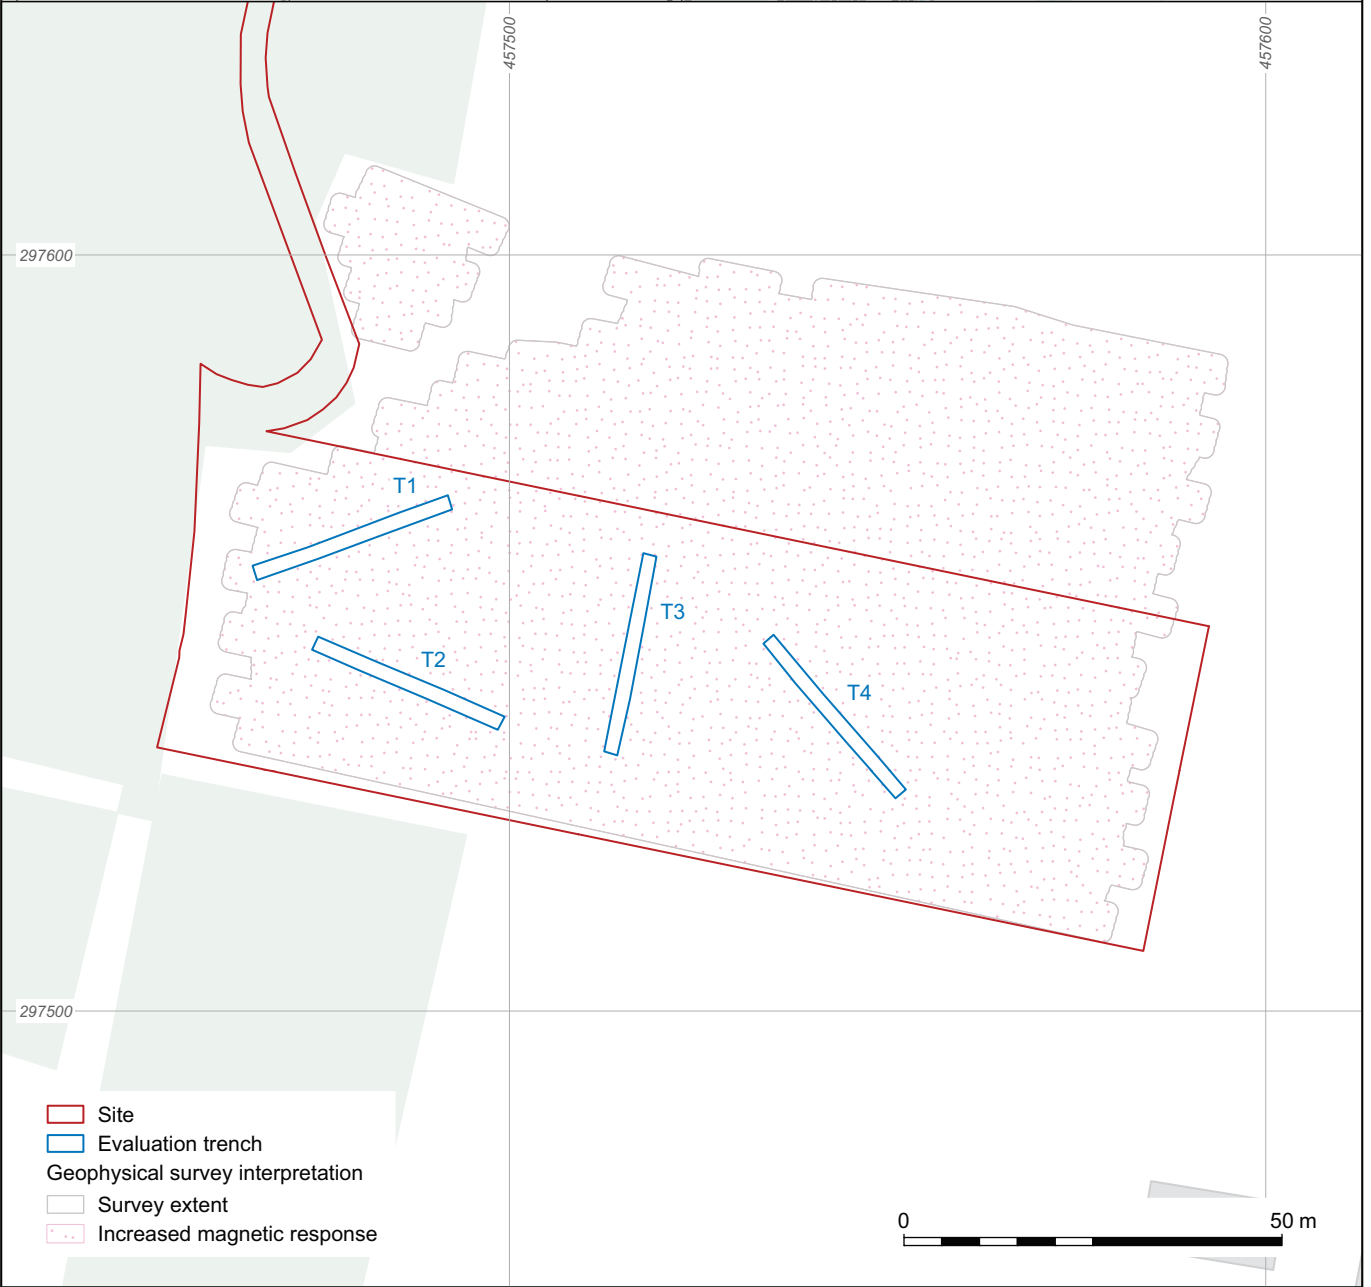 457500
457600
297600
T1
T3
T2
T4
297500
Site
Evaluation trench
Geophysical survey interpretation
Survey extent
Increased magnetic response
0 50 m